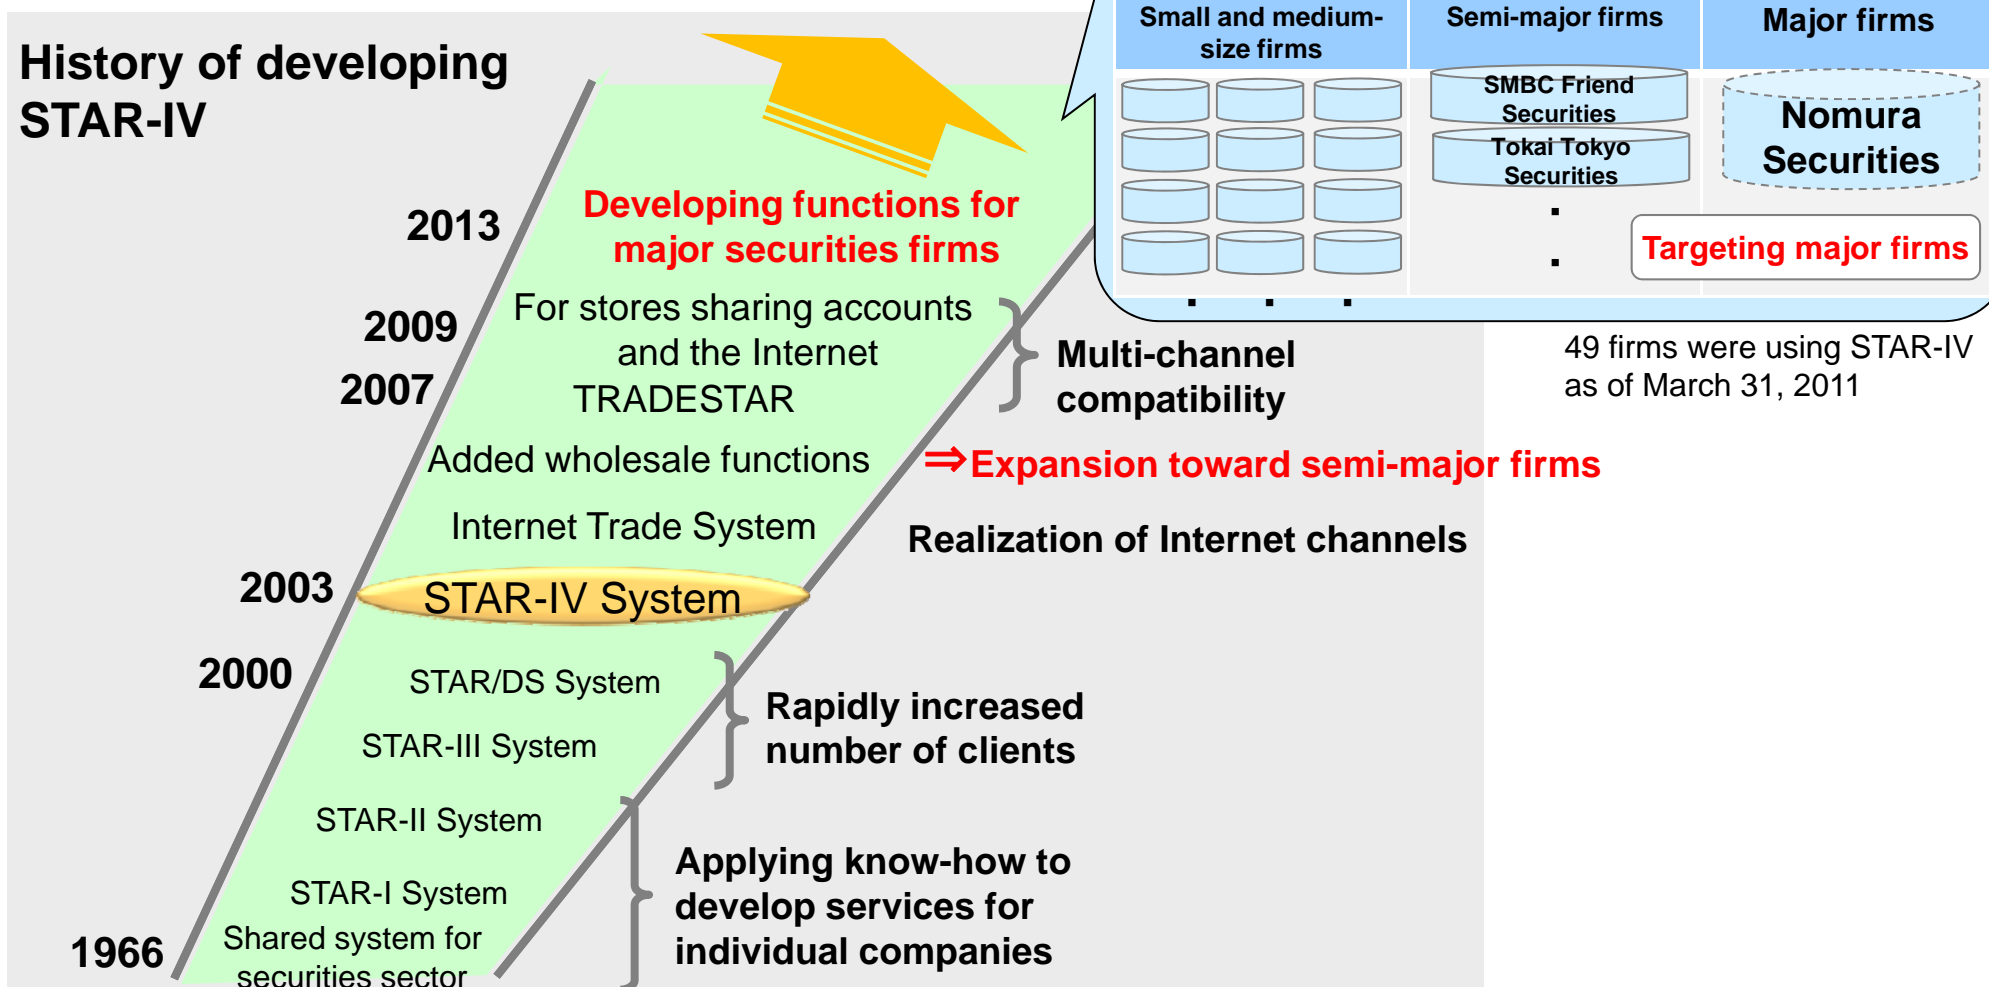 History of developing
STAR-IV
Small and medium-
size firms
Semi-major firms
Major firms
SMBC Friend
Securities
Tokai Tokyo
Securities
Nomura
Securities
Targeting major firms
49 firms were using STAR-IV
as of March 31, 2011
2013
Developing functions for
major securities firms
2009
For stores sharing accounts
and the Internet
2007
TRADESTAR
Multi-channel
compatibility
Added wholesale functions
⇒Expansion toward semi-major firms
Internet Trade System
Realization of Internet channels
2003
STAR-IV System
2000
STAR/DS System
STAR-III System
Rapidly increased
number of clients
STAR-II System
STAR-I System
Applying know-how to
develop services for
individual companies
1966
Shared system for
securities sector